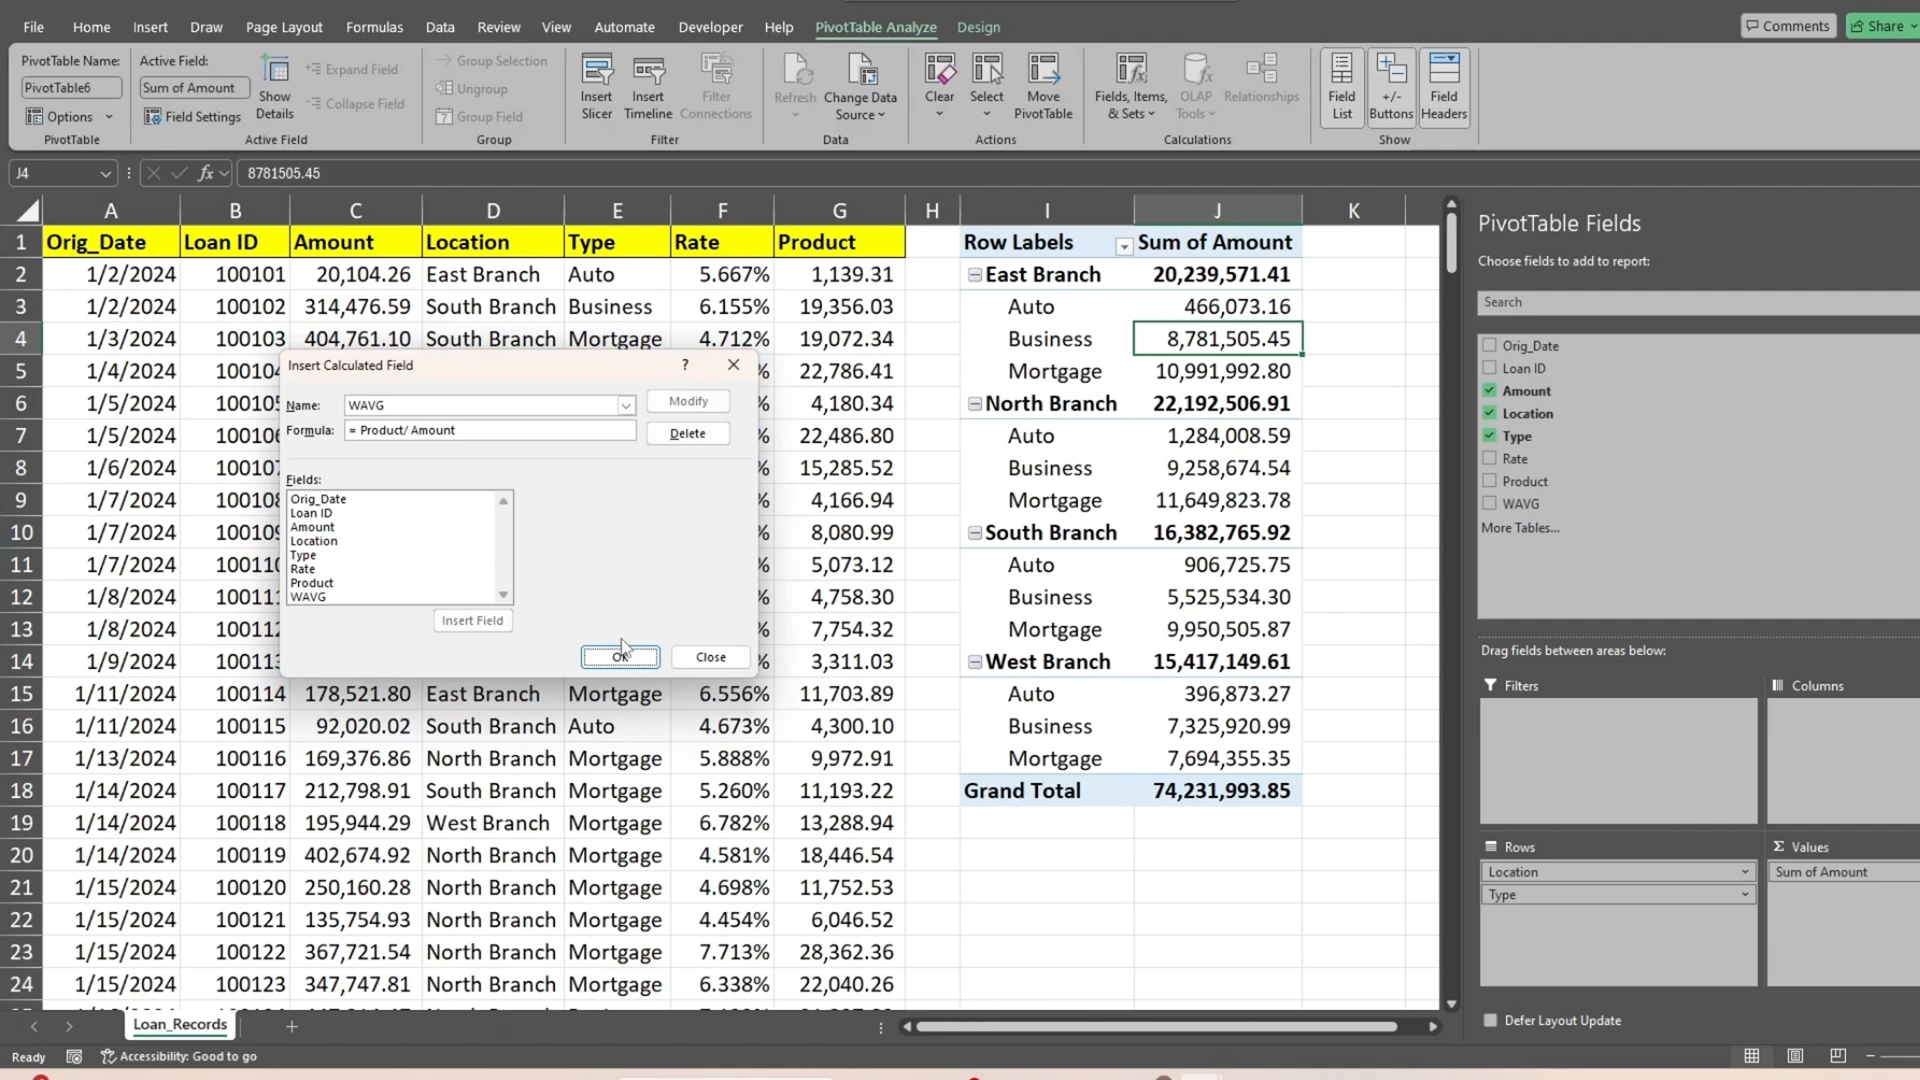 File Home Insert Draw Page Layout Formulas Data Review View Automate Developer Help PivotTable Analyze Design Comments Share
PivotTable Name:
PivotTable6
Options
PivotTable
Active Field:
Sum of Amount
Field Settings
Show Details
Expand Field
Collapse Field
Active Field
Group Selection
Ungroup
Group Field
Group
Insert Slicer
Insert Timeline
Filter Connections
Filter
Refresh
Change Data Source
Data
Clear
Select
Move PivotTable
Actions
Fields, Items, & Sets
OLAP Tools
Relationships
Calculations
Field List
+/- Buttons
Field Headers
Show
J4 fx 8781505.45
A B C D E F G H I J K
1 Orig_Date Loan ID Amount Location Type Rate Product Row Labels Sum of Amount
2 1/2/2024 100101 20,104.26 East Branch Auto 5.667% 1,139.31 East Branch 20,239,571.41
3 1/2/2024 100102 314,476.59 South Branch Business 6.155% 19,356.03 Auto 466,073.16
4 1/3/2024 100103 404,761.10 South Branch Mortgage 4.712% 19,072.34 Business 8,781,505.45
5 1/4/2024 % 22,786.41 Mortgage 10,991,992.80
6 1/5/2024 % 4,180.34 North Branch 22,192,506.91
7 1/5/2024 % 22,486.80 Auto 1,284,008.59
8 1/6/2024 % 15,285.52 Business 9,258,674.54
9 1/7/2024 % 4,166.94 Mortgage 11,649,823.78
10 1/7/2024 % 8,080.99 South Branch 16,382,765.92
11 1/7/2024 % 5,073.12 Auto 906,725.75
12 1/8/2024 % 4,758.30 Business 5,525,534.30
13 1/8/2024 % 7,754.32 Mortgage 9,950,505.87
14 1/9/2024 % 3,311.03 West Branch 15,417,149.61
15 1/11/2024 100114 178,521.80 East Branch Mortgage 6.556% 11,703.89 Auto 396,873.27
16 1/11/2024 100115 92,020.02 South Branch Auto 4.673% 4,300.10 Business 7,325,920.99
17 1/13/2024 100116 169,376.86 North Branch Mortgage 5.888% 9,972.91 Mortgage 7,694,355.35
18 1/14/2024 100117 212,798.91 South Branch Mortgage 5.260% 11,193.22 Grand Total 74,231,993.85
19 1/14/2024 100118 195,944.29 West Branch Mortgage 6.782% 13,288.94
20 1/14/2024 100119 402,674.92 North Branch Mortgage 4.581% 18,446.54
21 1/15/2024 100120 250,160.28 North Branch Mortgage 4.698% 11,752.53
22 1/15/2024 100121 135,754.93 North Branch Mortgage 4.454% 6,046.52
23 1/15/2024 100122 367,721.54 North Branch Mortgage 7.713% 28,362.36
24 1/15/2024 100123 347,747.81 North Branch Mortgage 6.338% 22,040.26
Insert Calculated Field ?
Name: WAVG Modify
Formula: = Product/ Amount Delete
Fields:
Orig_Date
Loan ID
Amount
Location
Type
Rate
Product
WAVG
Insert Field
OK Close
PivotTable Fields
Choose fields to add to report:
Search
Orig_Date
Loan ID
Amount
Location
Type
Rate
Product
WAVG
More Tables...
Drag fields between areas below:
Filters Columns
Rows Σ Values
Location Sum of Amount
Type
Defer Layout Update
Loan_Records
Ready Accessibility: Good to go